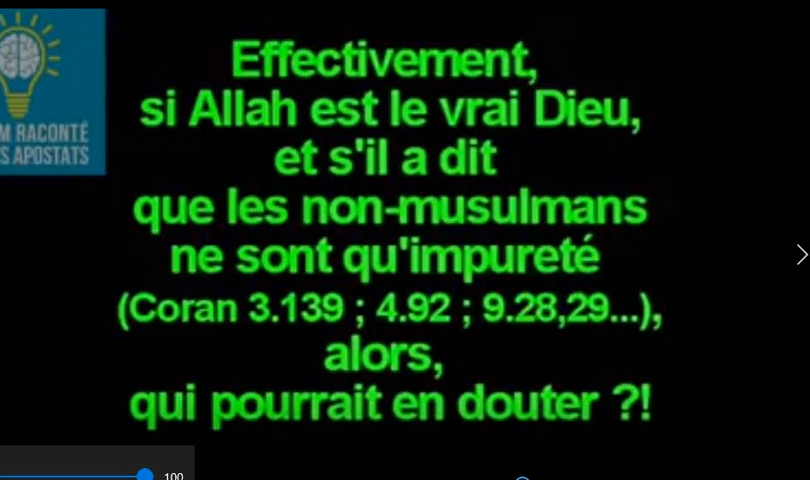 Effectivement,
si Allah est le vrai Dieu,
et s'il a dit
que les non-musulmans
ne sont qu'impureté
(Coran 3.139 ; 4.92 ; 9.28,29...),
alors,
qui pourrait en douter ?!
M RACONTÉ
S APOSTATS
100